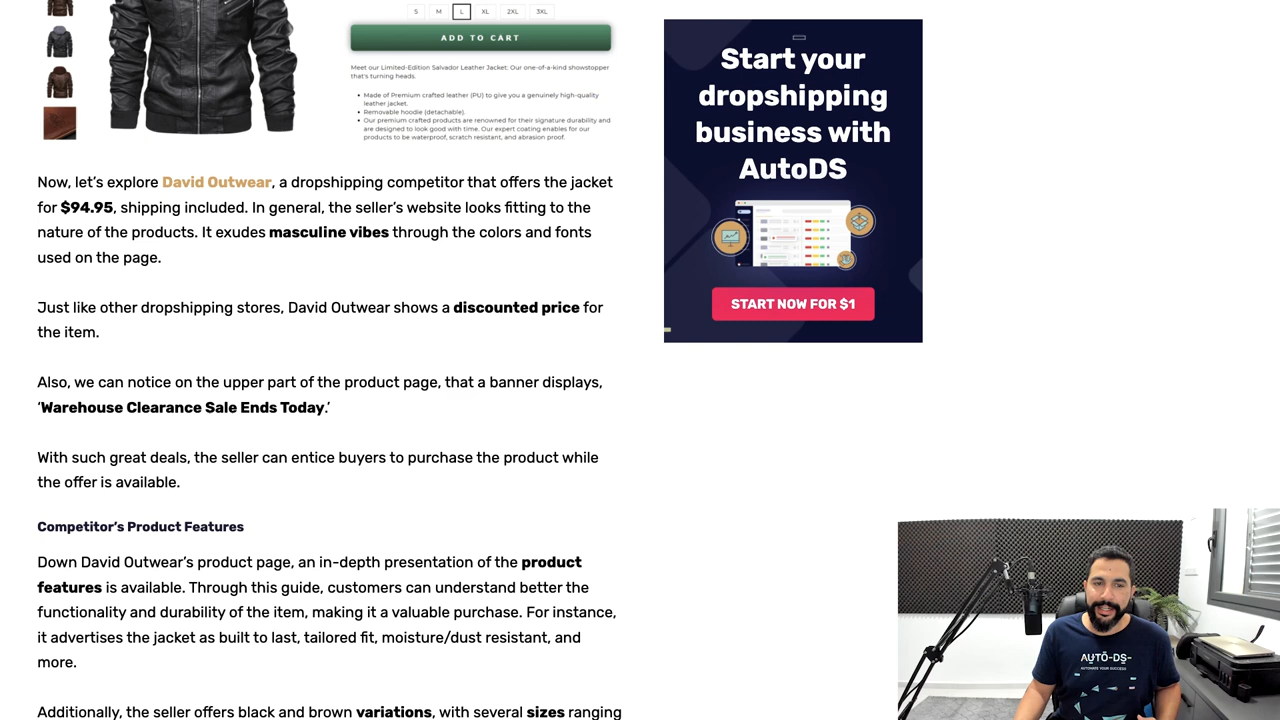 S M L XL 2XL 3XL
ADD TO CART
Meet our Limited-Edition Salvador Leather Jacket: Our one-of-a-kind showstopper
that's turning heads.
• Made of Premium crafted leather (PU) to give you a genuinely high-quality
leather jacket.
• Removable hoodie (detachable).
• Our premium crafted products are renowned for their signature durability and
are designed to look good with time. Our expert coating enables for our
products to be waterproof, scratch resistant, and abrasion proof.
Now, let's explore David Outwear, a dropshipping competitor that offers the jacket
for $94.95, shipping included. In general, the seller's website looks fitting to the
nature of the products. It exudes masculine vibes through the colors and fonts
used on the page.
Just like other dropshipping stores, David Outwear shows a discounted price for
the item.
Also, we can notice on the upper part of the product page, that a banner displays,
‘Warehouse Clearance Sale Ends Today.’
With such great deals, the seller can entice buyers to purchase the product while
the offer is available.
Competitor's Product Features
Down David Outwear's product page, an in-depth presentation of the product
features is available. Through this guide, customers can understand better the
functionality and durability of the item, making it a valuable purchase. For instance,
it advertises the jacket as built to last, tailored fit, moisture/dust resistant, and
more.
Additionally, the seller offers black and brown variations, with several sizes ranging
Start your
dropshipping
business with
AutoDS
START NOW FOR $1
AUTO-DS-
AUTOMATE YOUR SUCCESS